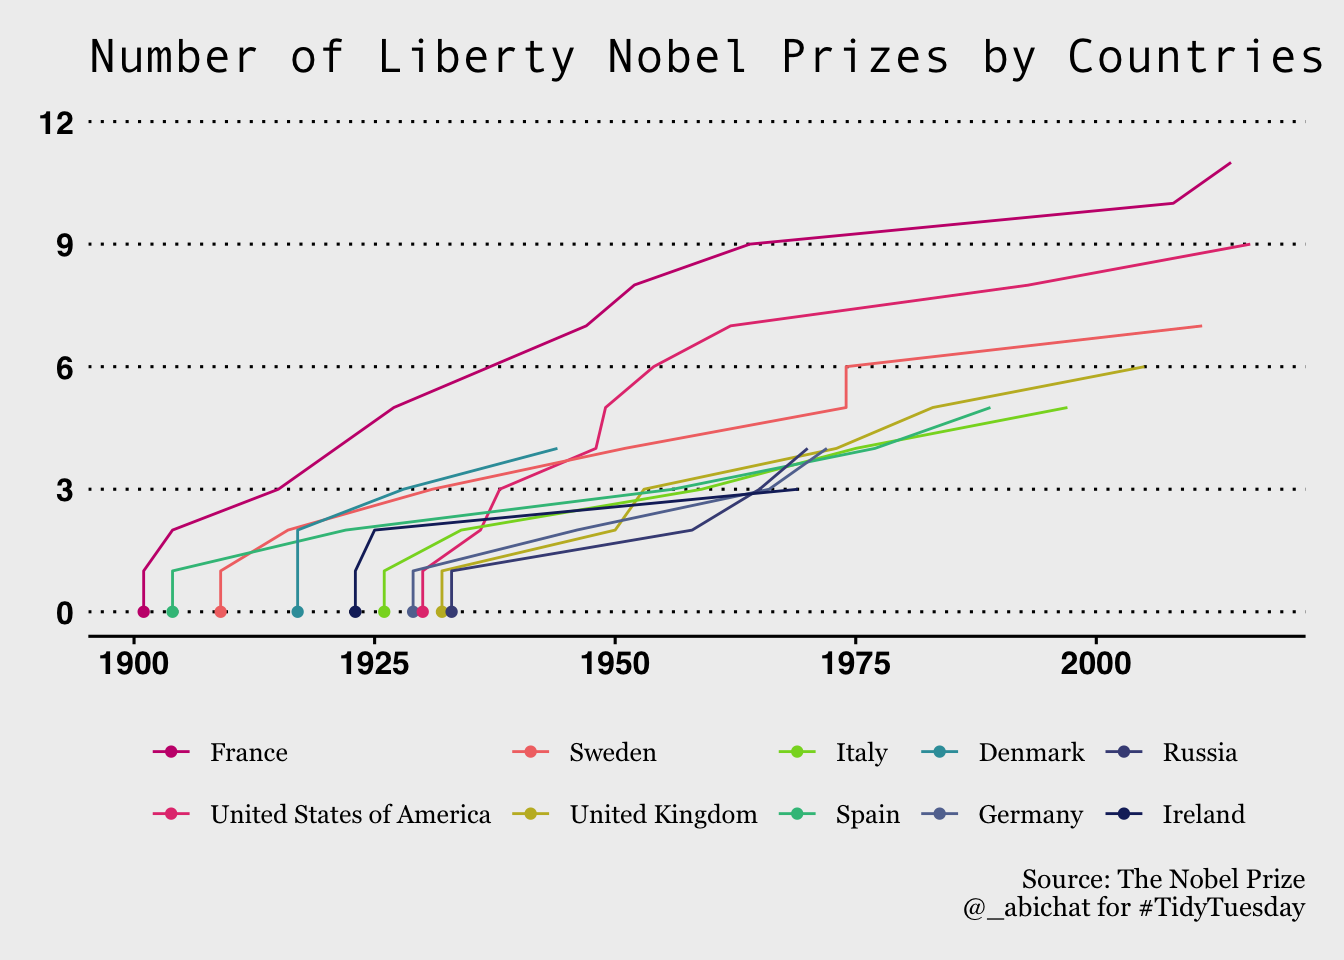 Number of Liberty Nobel Prizes by Countries
12
9
6
3
0
1900 1925 1950 1975 2000
France Sweden Italy Denmark Russia
United States of America United Kingdom Spain Germany Ireland
Source: The Nobel Prize
@_abichat for #TidyTuesday